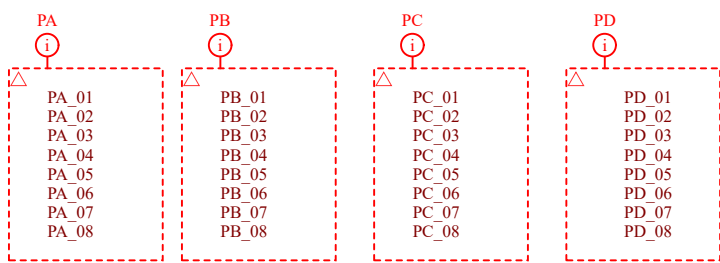 PA
PB
PC
PD
i
i
i
i
PA_01
PA_02
PA_03
PA_04
PA_05
PA_06
PA_07
PA_08
PB_01
PB_02
PB_03
PB_04
PB_05
PB_06
PB_07
PB_08
PC_01
PC_02
PC_03
PC_04
PC_05
PC_06
PC_07
PC_08
PD_01
PD_02
PD_03
PD_04
PD_05
PD_06
PD_07
PD_08